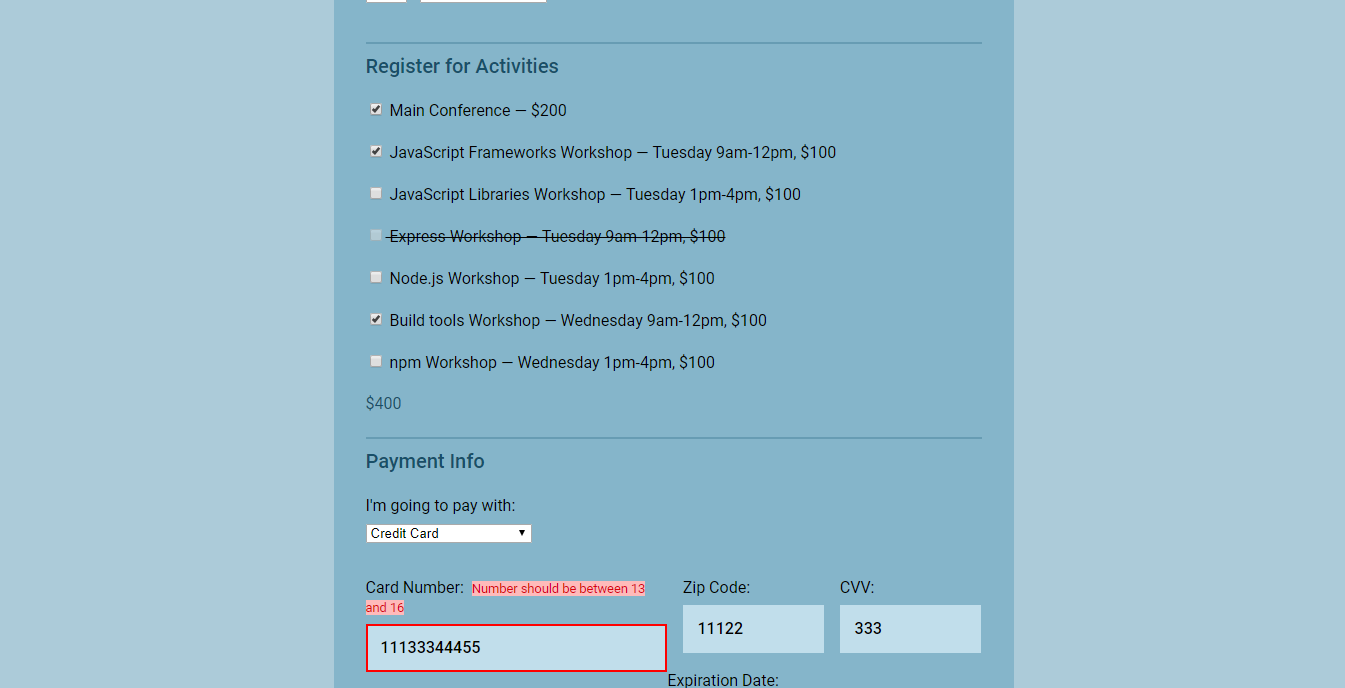 Register for Activities
Main Conference — $200
JavaScript Frameworks Workshop — Tuesday 9am-12pm, $100
JavaScript Libraries Workshop — Tuesday 1pm-4pm, $100
Express Workshop — Tuesday 9am-12pm, $100
Node.js Workshop — Tuesday 1pm-4pm, $100
Build tools Workshop — Wednesday 9am-12pm, $100
npm Workshop — Wednesday 1pm-4pm, $100
$400
Payment Info
I'm going to pay with:
Credit Card
Card Number: Number should be between 13
and 16
11133344455
Zip Code:
11122
CVV:
333
Expiration Date: